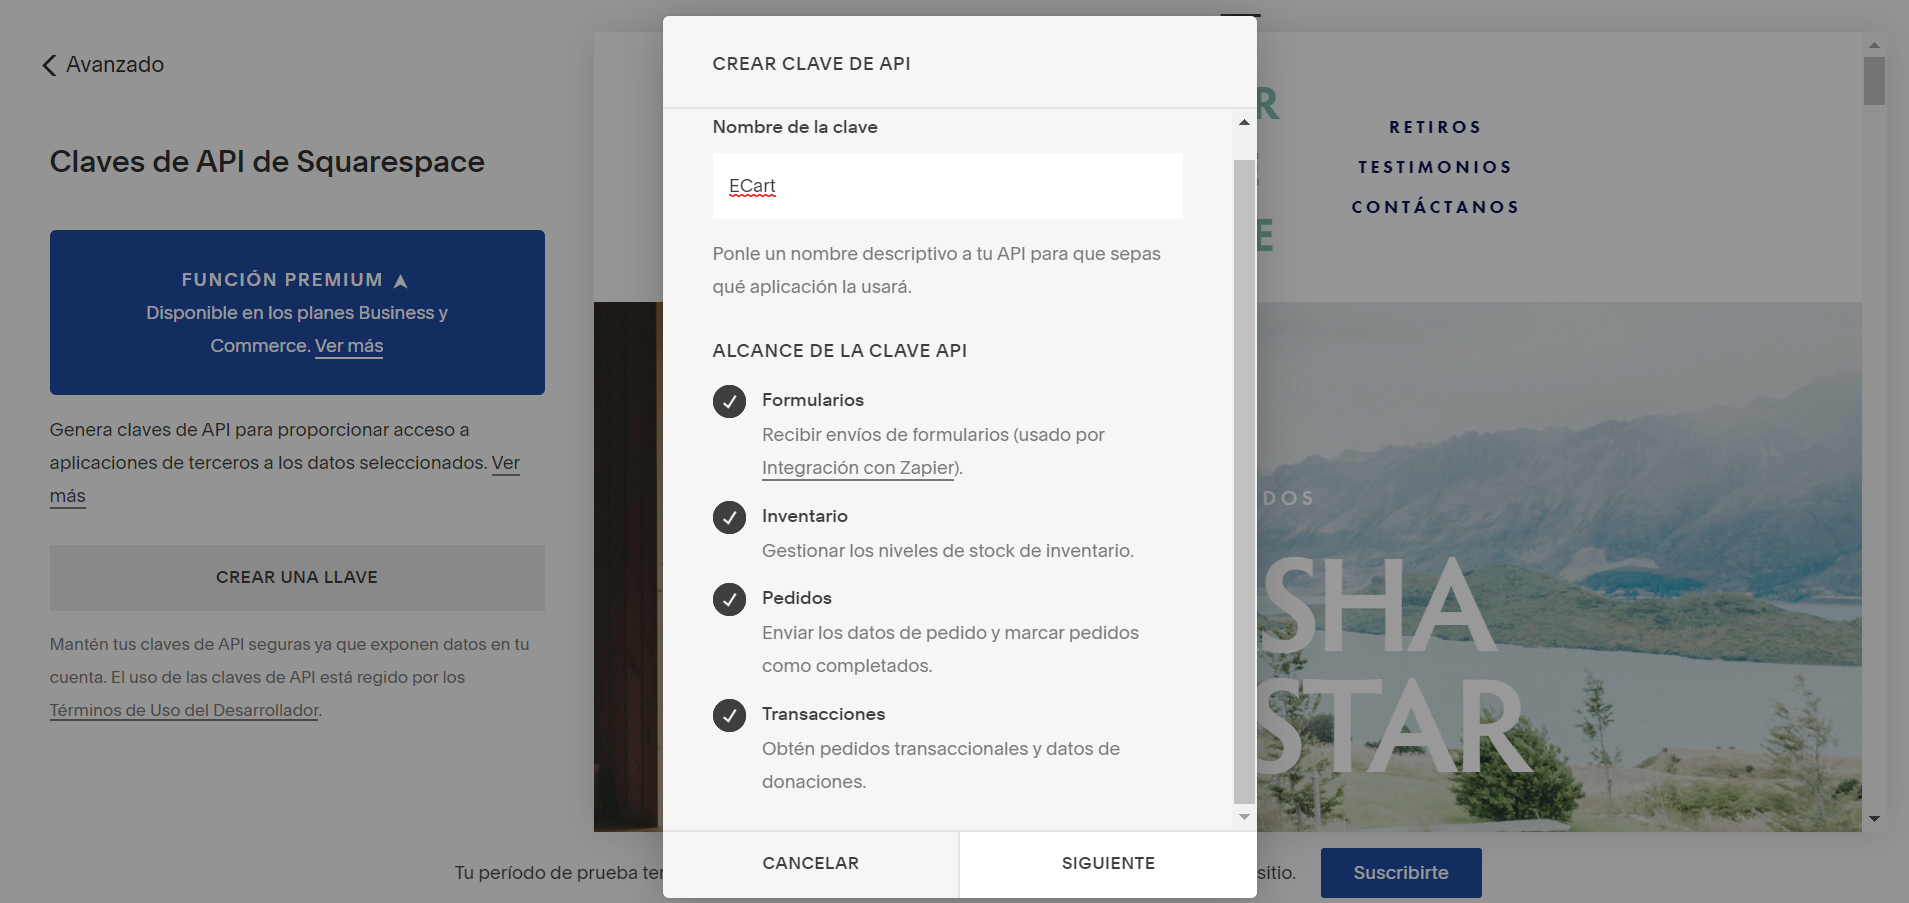 Avanzado
Claves de API de Squarespace
FUNCIÓN PREMIUM
Disponible en los planes Business y
Commerce. Ver más
Genera claves de API para proporcionar acceso a
aplicaciones de terceros a los datos seleccionados. Ver
más
CREAR UNA LLAVE
Mantén tus claves de API seguras ya que exponen datos en tu
cuenta. El uso de las claves de API está regido por los
Términos de Uso del Desarrollador.
CREAR CLAVE DE API
Nombre de la clave
ECart
Ponle un nombre descriptivo a tu API para que sepas
qué aplicación la usará.
ALCANCE DE LA CLAVE API
Formularios
Recibir envíos de formularios (usado por
Integración con Zapier).
Inventario
Gestionar los niveles de stock de inventario.
Pedidos
Enviar los datos de pedido y marcar pedidos
como completados.
Transacciones
Obtén pedidos transaccionales y datos de
donaciones.
CANCELAR
SIGUIENTE
RETIROS
TESTIMONIOS
CONTÁCTANOS
DOS
SHA
STAR
Tu período de prueba
sitio.
Suscribirte